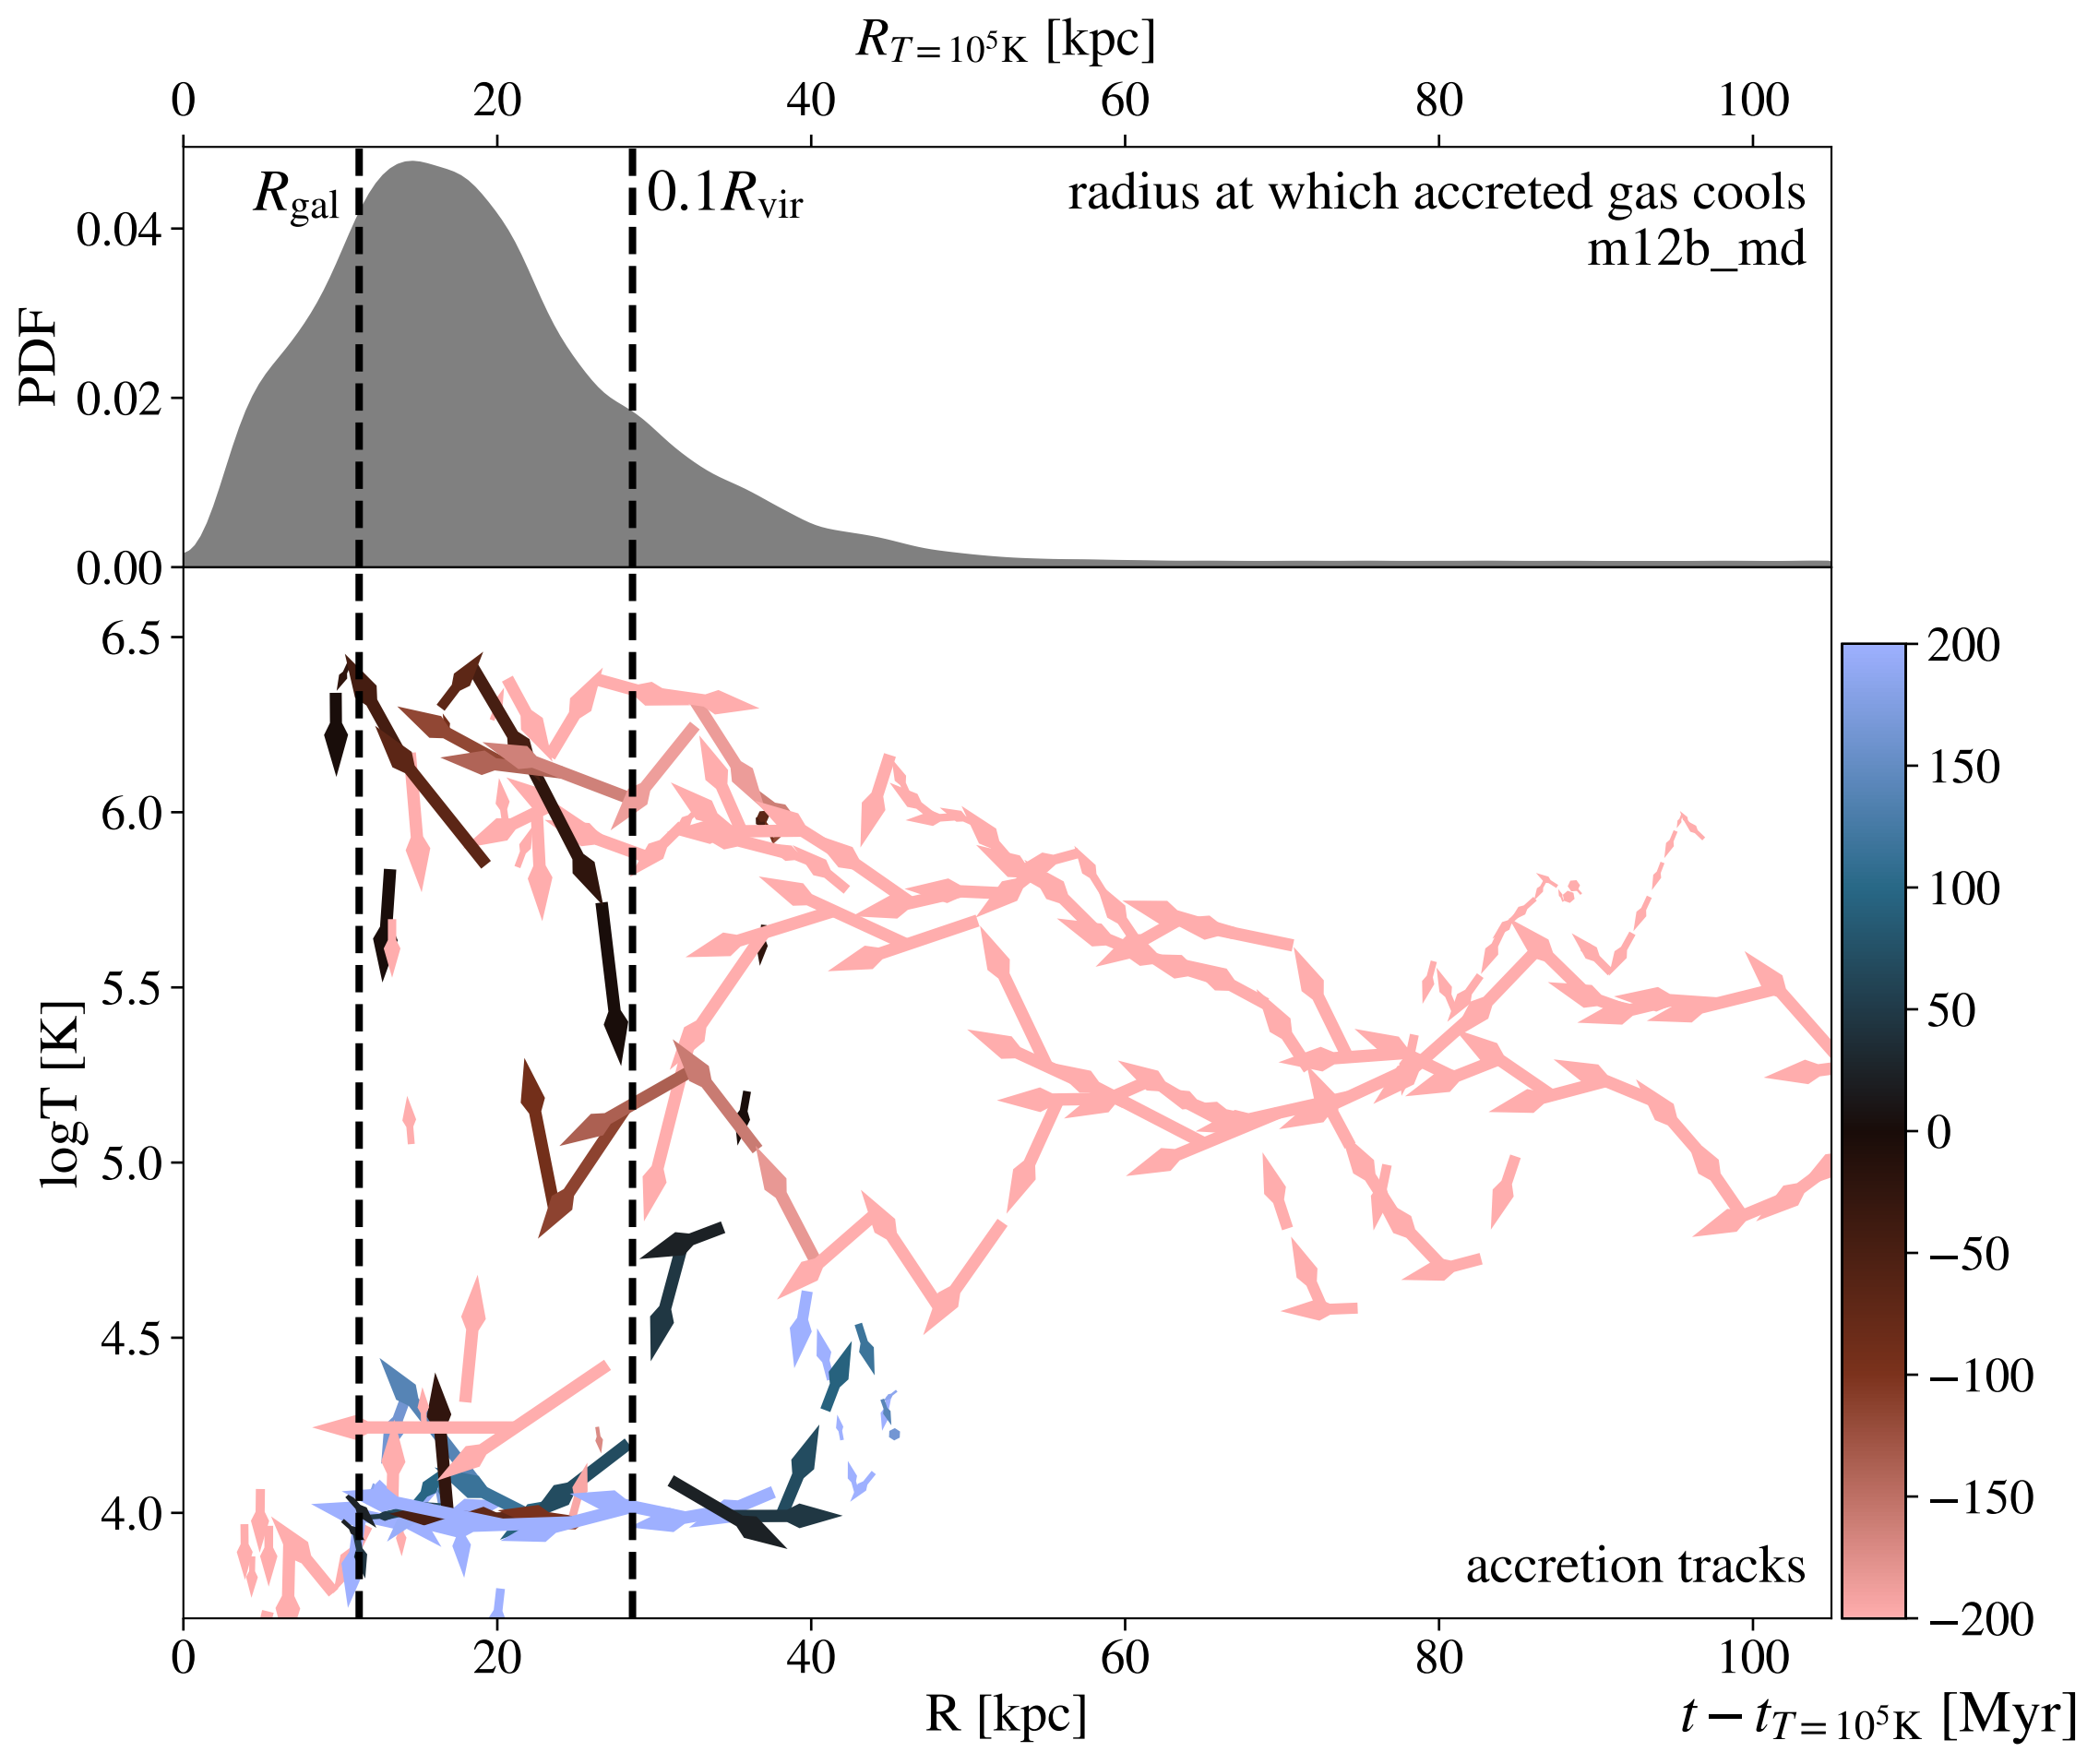 R_{T=10^5K} [kpc]
0 20 40 60 80 100
R_gal
0.1R_vir
radius at which accreted gas cools
m12b_md
PDF
0.04
0.02
0.00
6.5
6.0
5.5
5.0
4.5
4.0
logT [K]
accretion tracks
200
150
100
50
0
−50
−100
−150
−200
0 20 40 60 80 100
R [kpc]
t − t_{T=10^5K} [Myr]